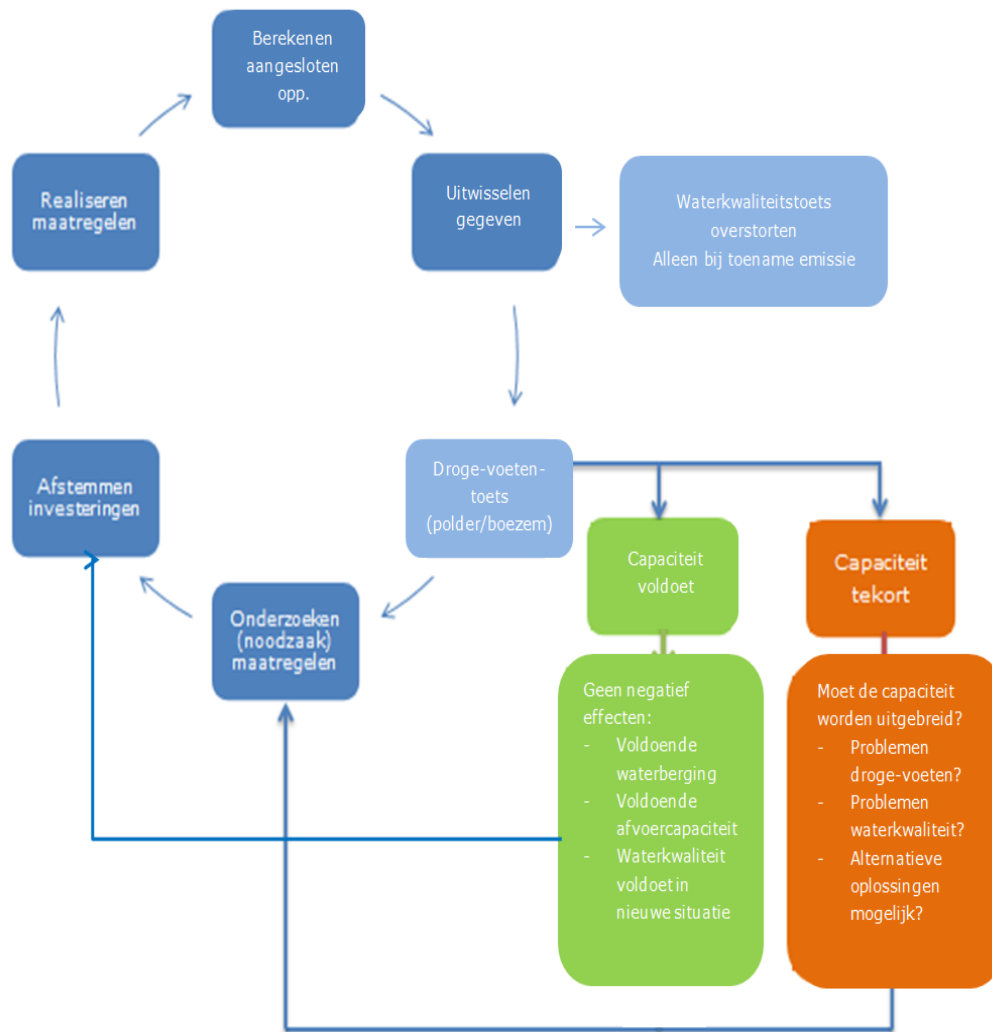 Berekenen
aangesloten
opp.
Uitwisselen
gegeven
Waterkwaliteitstoets
overstorten
Alleen bij toename emissie
Realiseren
maatregelen
Droge-voeten-
toets
(polder/boezem)
Afstemmen
investeringen
Onderzoeken
(noodzaak)
maatregelen
Capaciteit
voldoet
Capaciteit
tekort
Geen negatief
effecten:
- Voldoende
waterberging
- Voldoende
afvoercapaciteit
- Waterkwaliteit
voldoet in
nieuwe situatie
Moet de capaciteit
worden uitgebreid?
- Problemen
droge-voeten?
- Problemen
waterkwaliteit?
- Alternatieve
oplossingen
mogelijk?